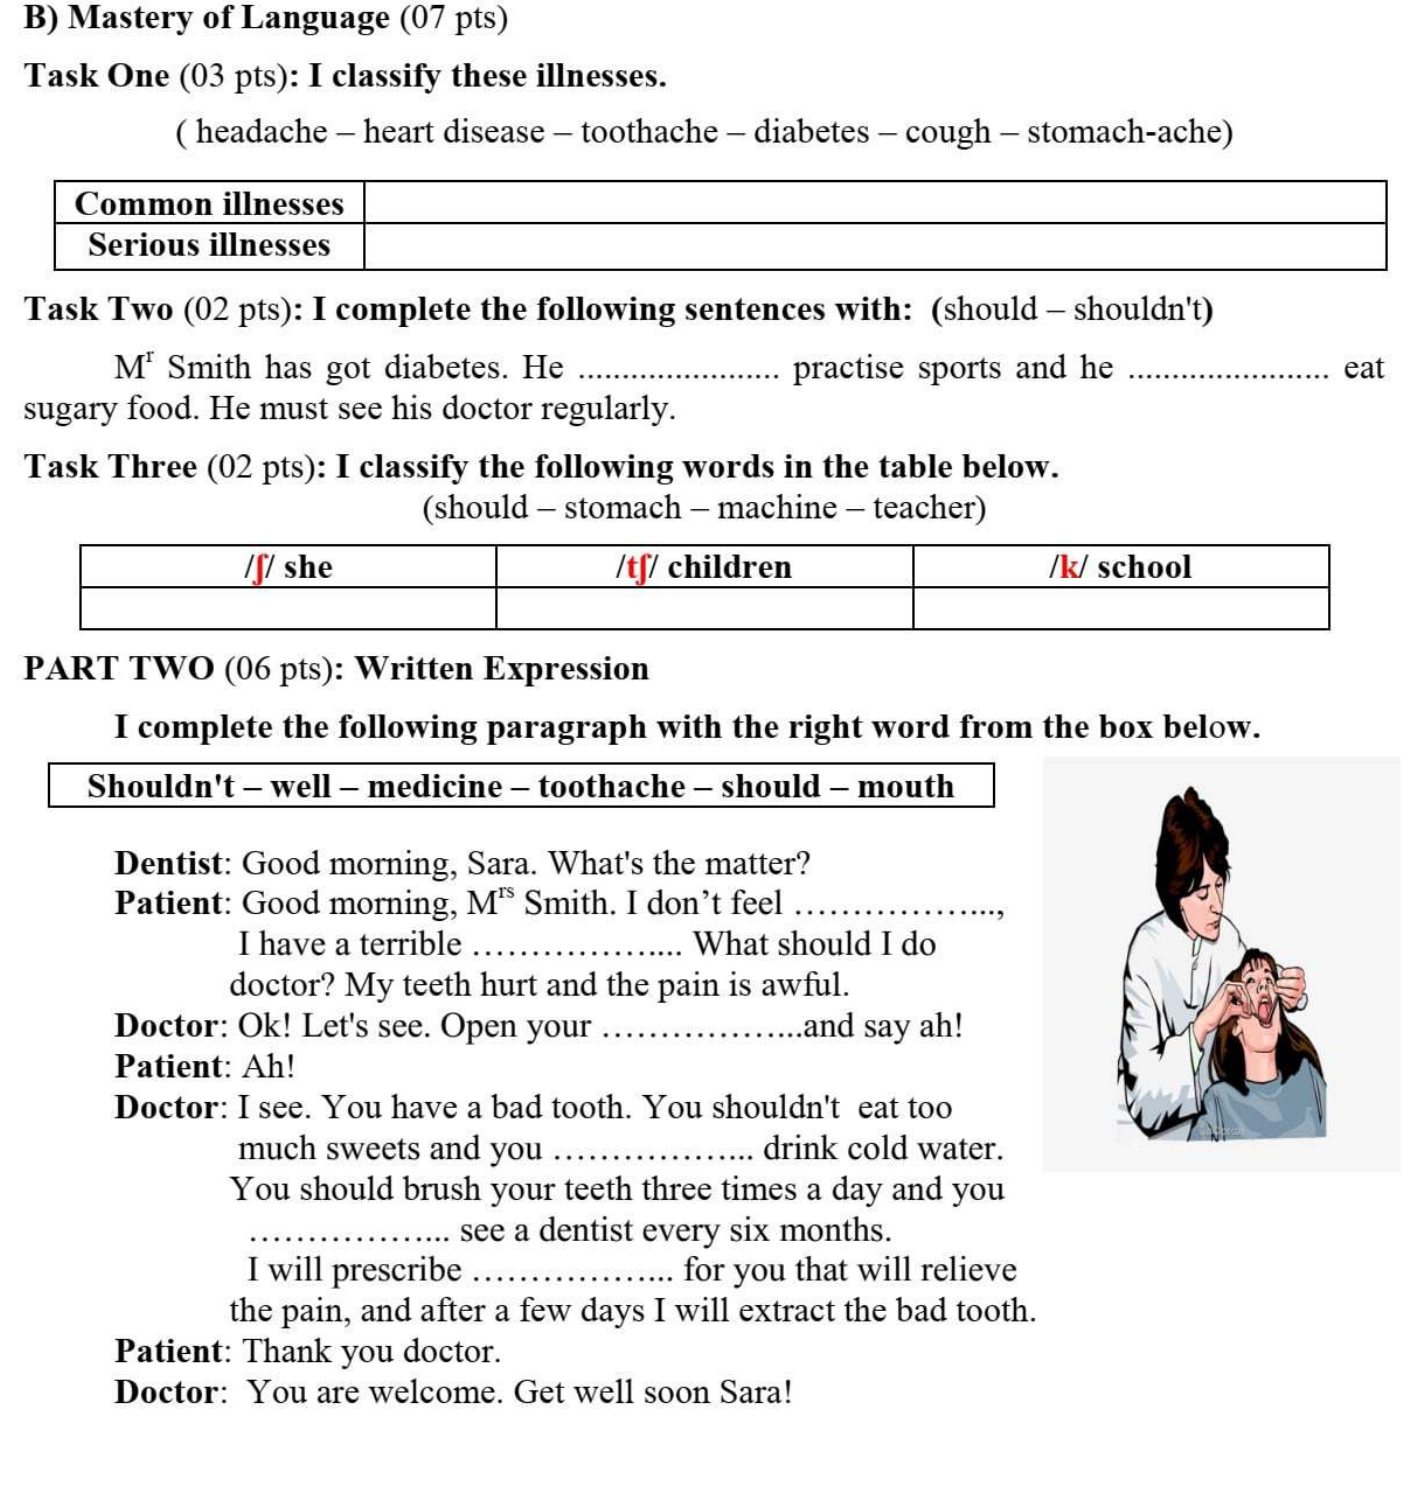 B) Mastery of Language (07 pts)
Task One (03 pts): I classify these illnesses.
( headache – heart disease – toothache – diabetes – cough – stomach-ache)
Common illnesses
Serious illnesses
Task Two (02 pts): I complete the following sentences with: (should – shouldn't)
Mr Smith has got diabetes. He ....................... practise sports and he ....................... eat
sugary food. He must see his doctor regularly.
Task Three (02 pts): I classify the following words in the table below.
(should – stomach – machine – teacher)
/ʃ/ she /tʃ/ children /k/ school
PART TWO (06 pts): Written Expression
I complete the following paragraph with the right word from the box below.
Shouldn't – well – medicine – toothache – should – mouth
Dentist: Good morning, Sara. What's the matter?
Patient: Good morning, Mrs Smith. I don’t feel ………………...,
I have a terrible ………………... What should I do
doctor? My teeth hurt and the pain is awful.
Doctor: Ok! Let's see. Open your ………………..and say ah!
Patient: Ah!
Doctor: I see. You have a bad tooth. You shouldn't eat too
much sweets and you ………………... drink cold water.
You should brush your teeth three times a day and you
………………... see a dentist every six months.
I will prescribe ………………... for you that will relieve
the pain, and after a few days I will extract the bad tooth.
Patient: Thank you doctor.
Doctor: You are welcome. Get well soon Sara!